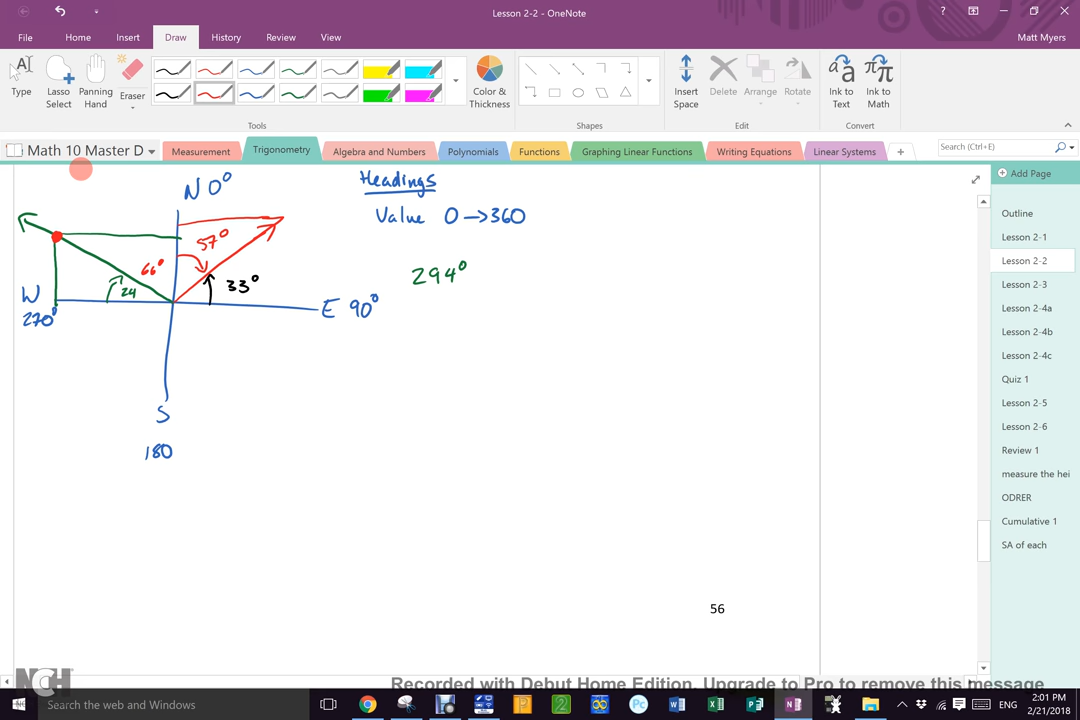 Lesson 2-2 - OneNote
?
File Home Insert Draw History Review View
Matt Myers
Type
Lasso Select
Panning Hand
Eraser
Color & Thickness
Insert Space
Delete
Arrange
Rotate
Ink to Text
Ink to Math
Tools
Shapes
Edit
Convert
Math 10 Master D
Measurement
Trigonometry
Algebra and Numbers
Polynomials
Functions
Graphing Linear Functions
Writing Equations
Linear Systems
Search (Ctrl+E)
Add Page
Outline
Lesson 2-1
Lesson 2-2
Lesson 2-3
Lesson 2-4a
Lesson 2-4b
Lesson 2-4c
Quiz 1
Lesson 2-5
Lesson 2-6
Review 1
measure the hei
ODRER
Cumulative 1
SA of each
N 0°
Headings
Value 0 → 360
57°
66°
294°
24
33°
W
270°
E 90°
S
180
56
NCH
Recorded with Debut Home Edition. Upgrade to Pro to remove this message
Search the web and Windows
ENG
2:01 PM
2/21/2018